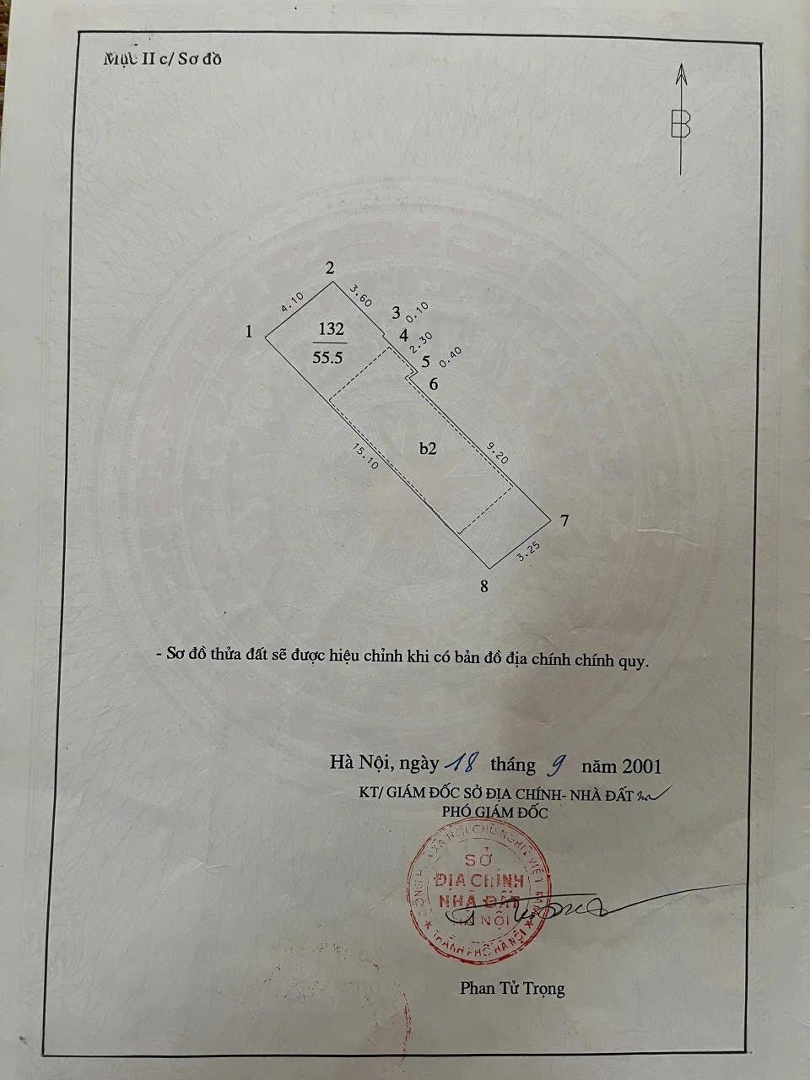 Mục II c/ Sơ đồ
B
2
3.60
4.10
3
0.10
1
132
4
2.30
55.5
5
0.40
6
b2
9.20
15.10
7
3.25
8
- Sơ đồ thửa đất sẽ được hiệu chỉnh khi có bản đồ địa chính chính quy.
Hà Nội, ngày 18 tháng 9 năm 2001
KT/ GIÁM ĐỐC SỞ ĐỊA CHÍNH- NHÀ ĐẤT
PHÓ GIÁM ĐỐC
SỞ
ĐỊA CHÍNH
NHÀ ĐẤT
HÀ NỘI
THÀNH PHỐ HÀ NỘI
Phan Tử Trọng